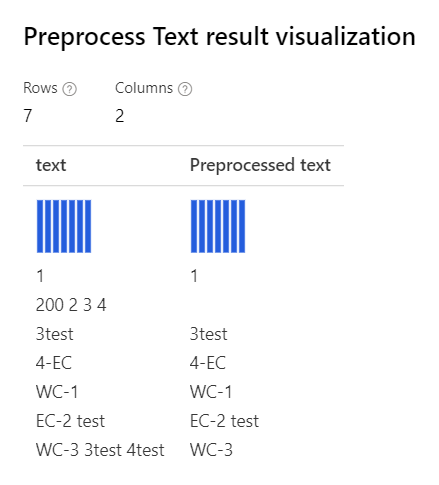 Preprocess Text result visualization
Rows ? Columns ?
7 2
text Preprocessed text
1 1
200 2 3 4
3test 3test
4-EC 4-EC
WC-1 WC-1
EC-2 test EC-2 test
WC-3 3test 4test WC-3